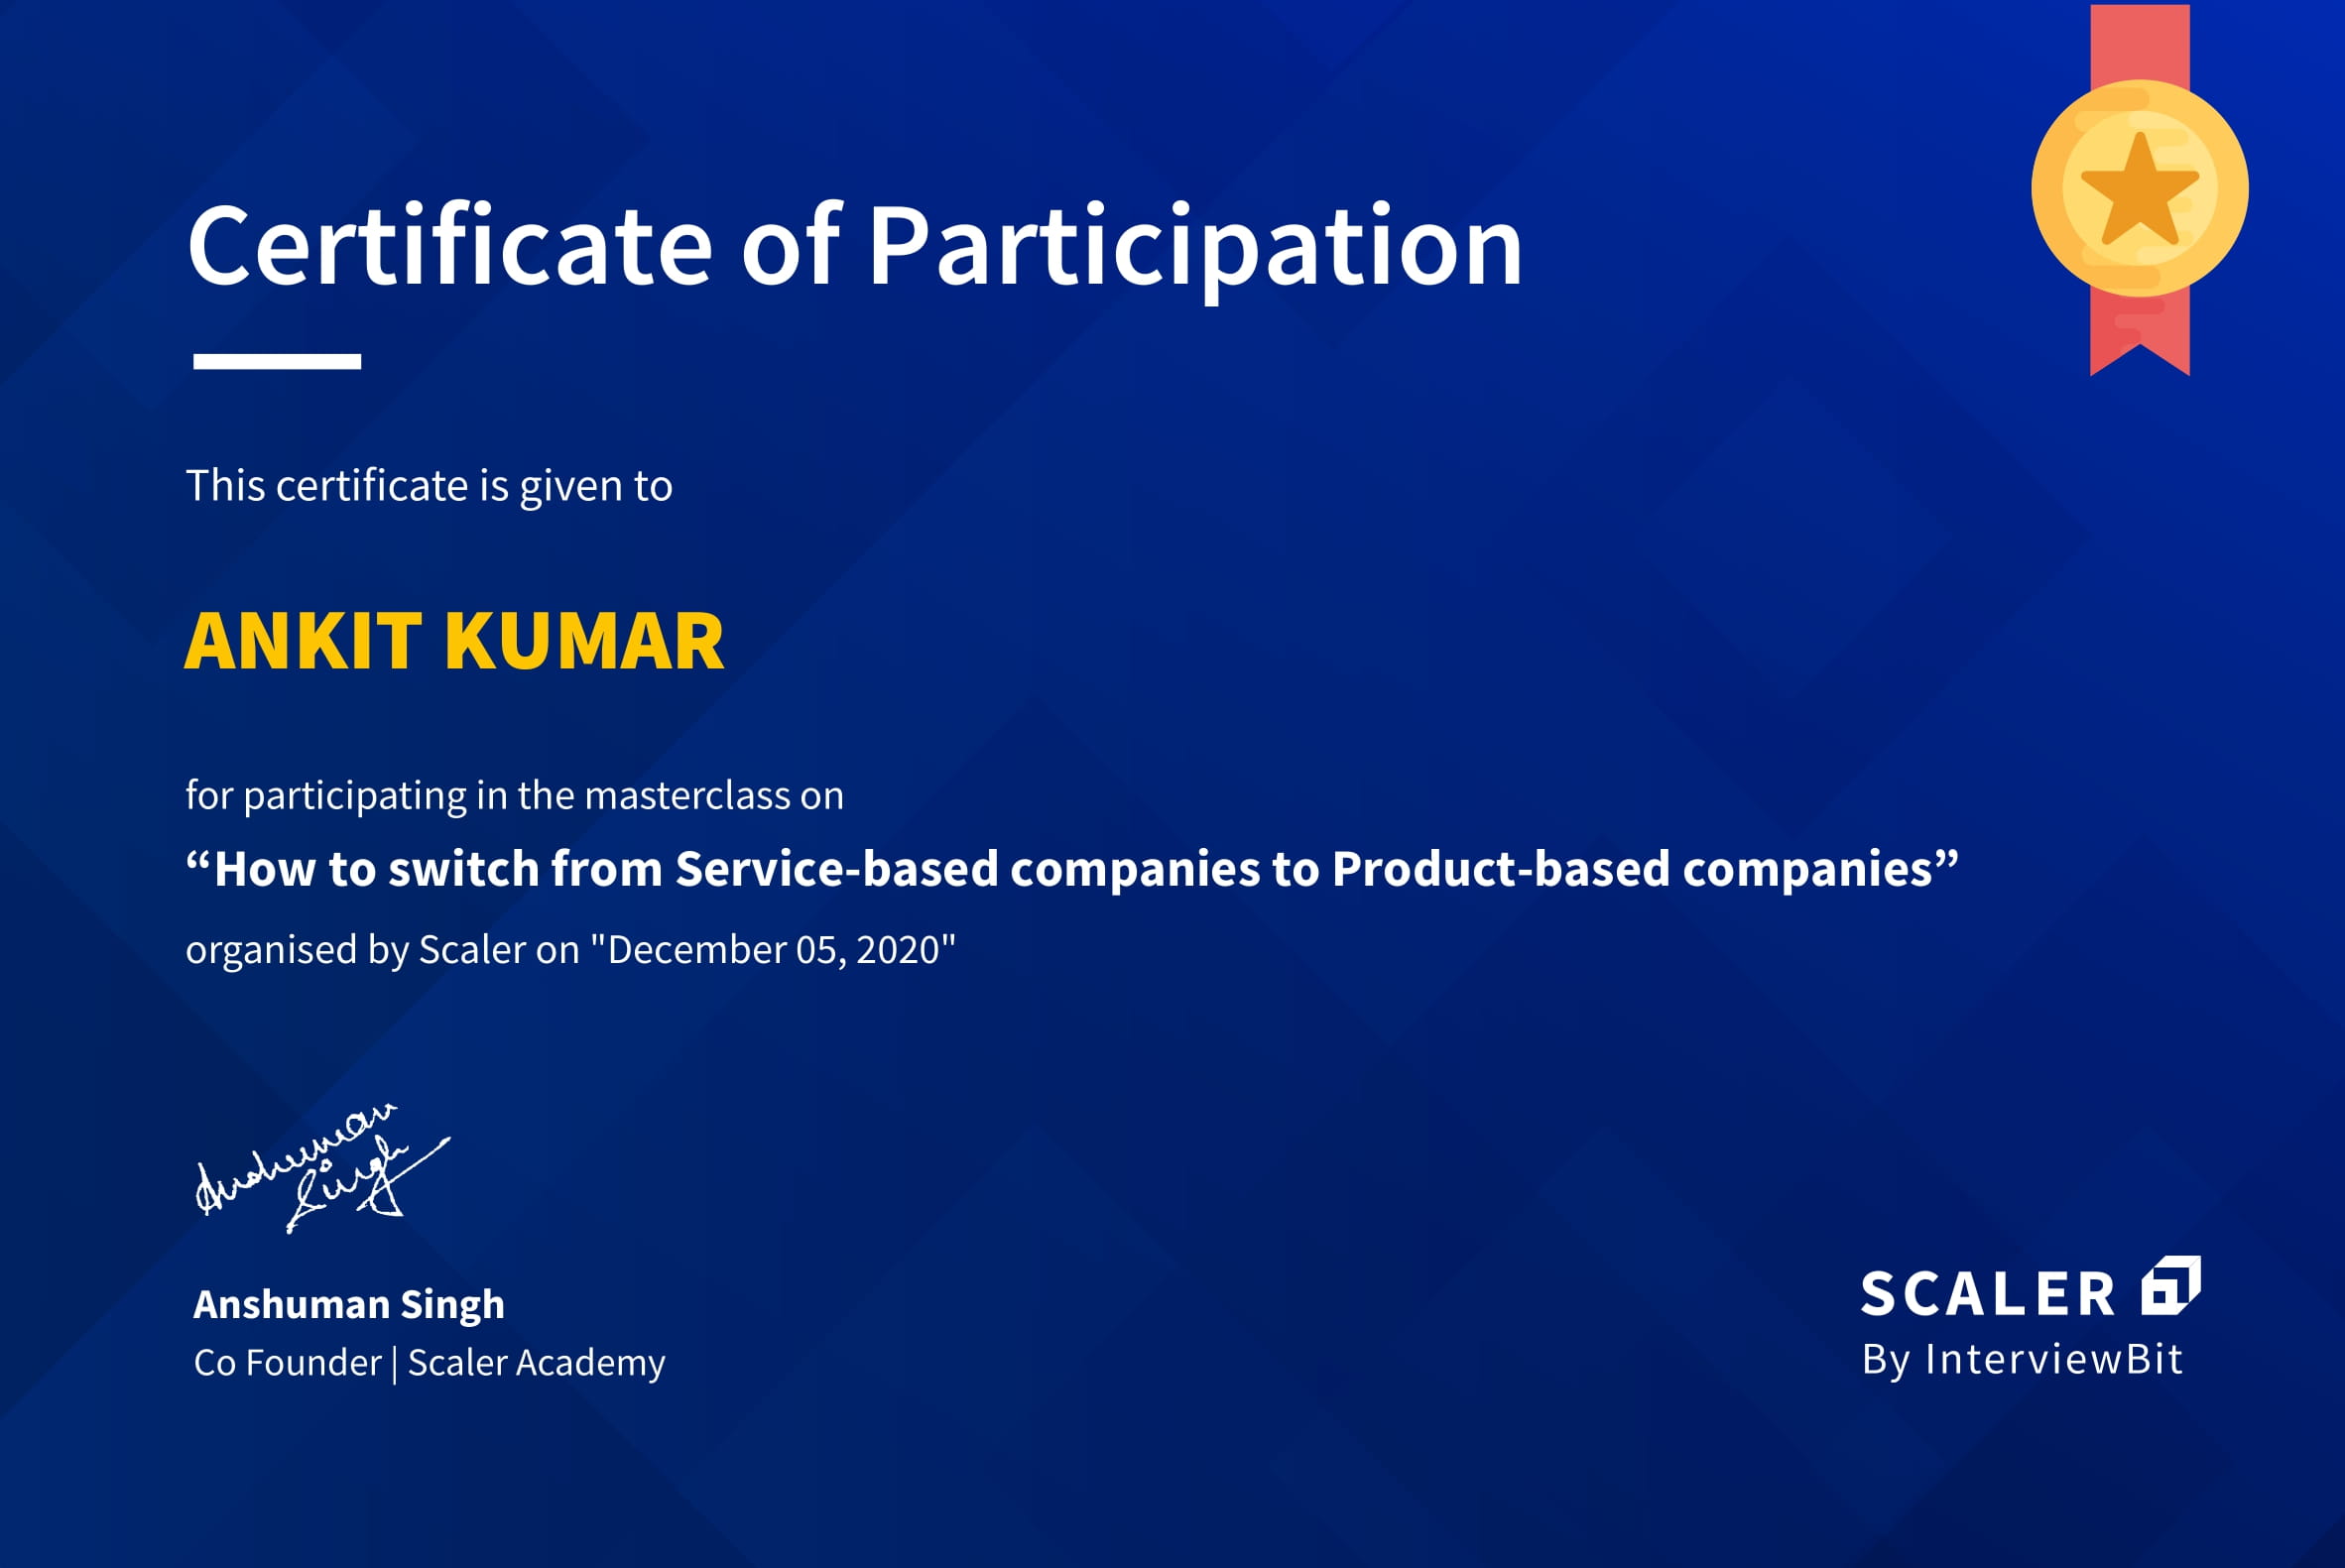 Certificate of Participation
This certificate is given to
ANKIT KUMAR
for participating in the masterclass on
“How to switch from Service-based companies to Product-based companies”
organised by Scaler on "December 05, 2020"
Anshuman
Singh
Anshuman Singh
Co Founder | Scaler Academy
SCALER
By InterviewBit